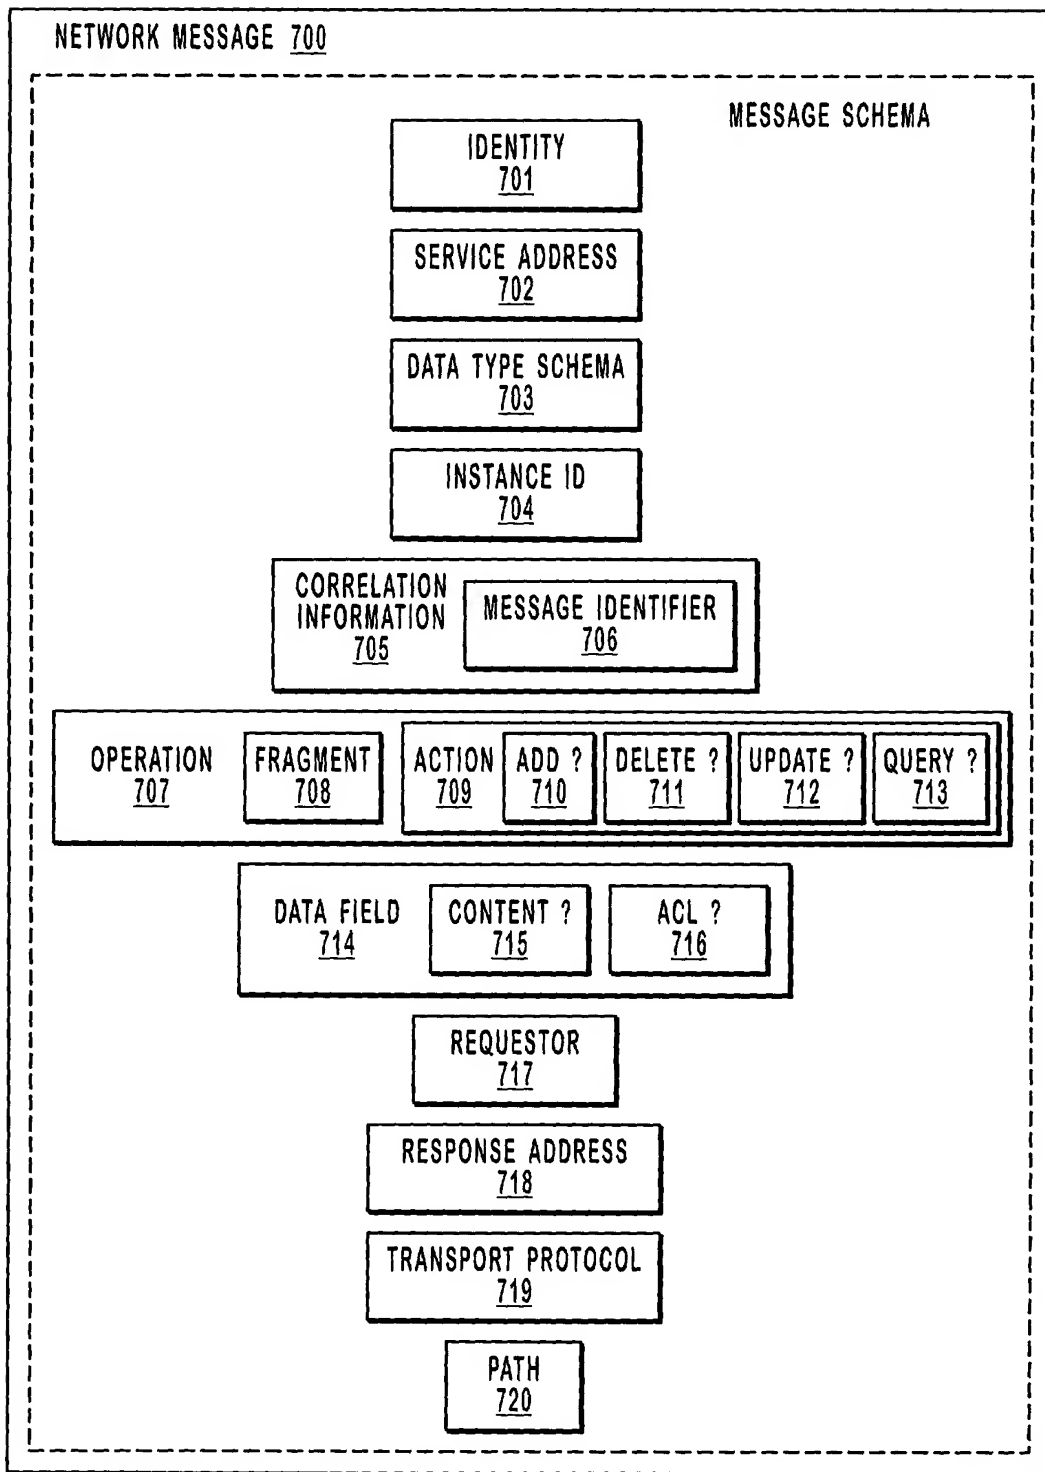 NETWORK MESSAGE 700
MESSAGE SCHEMA
IDENTITY
701
SERVICE ADDRESS
702
DATA TYPE SCHEMA
703
INSTANCE ID
704
CORRELATION
INFORMATION
705
MESSAGE IDENTIFIER
706
OPERATION
707
FRAGMENT
708
ACTION
709
ADD ?
710
DELETE ?
711
UPDATE ?
712
QUERY ?
713
DATA FIELD
714
CONTENT ?
715
ACL ?
716
REQUESTOR
717
RESPONSE ADDRESS
718
TRANSPORT PROTOCOL
719
PATH
720